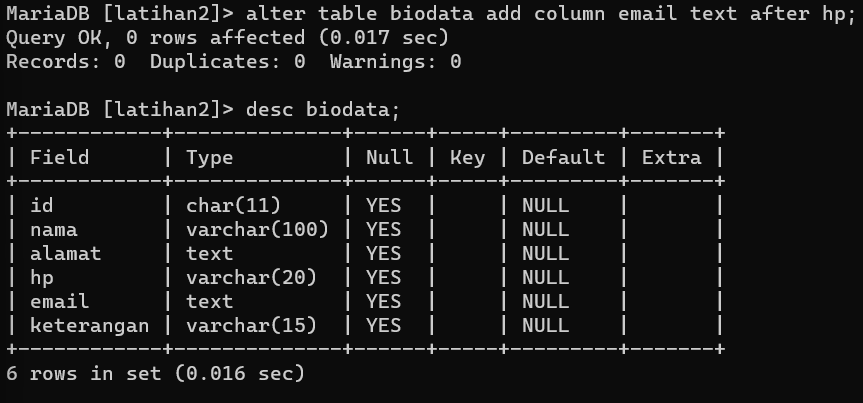 MariaDB [latihan2]> alter table biodata add column email text after hp;
Query OK, 0 rows affected (0.017 sec)
Records: 0  Duplicates: 0  Warnings: 0

MariaDB [latihan2]> desc biodata;
+------------+--------------+------+-----+---------+-------+
| Field      | Type         | Null | Key | Default | Extra |
+------------+--------------+------+-----+---------+-------+
| id         | char(11)     | YES  |     | NULL    |       |
| nama       | varchar(100) | YES  |     | NULL    |       |
| alamat     | text         | YES  |     | NULL    |       |
| hp         | varchar(20)  | YES  |     | NULL    |       |
| email      | text         | YES  |     | NULL    |       |
| keterangan | varchar(15)  | YES  |     | NULL    |       |
+------------+--------------+------+-----+---------+-------+
6 rows in set (0.016 sec)